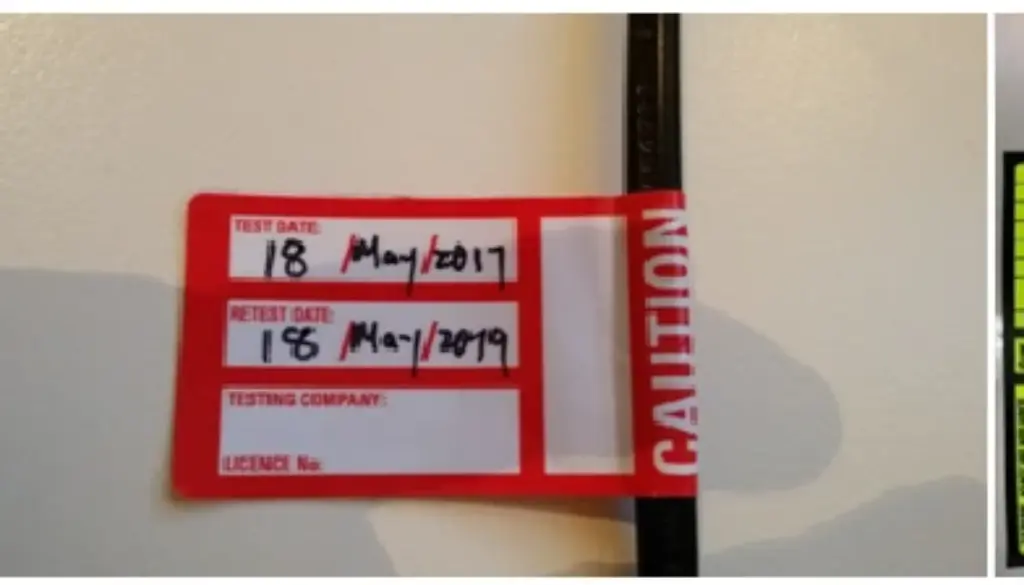 TEST DATE:
18 /May/2017
RETEST DATE:
18 /May/2019
TESTING COMPANY:
LICENCE No:
CAUTION